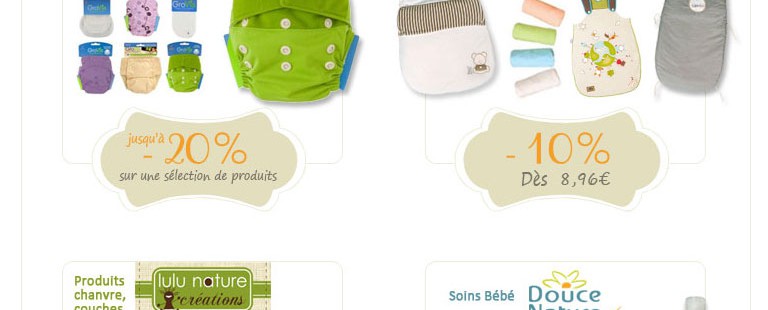 jusqu'à
- 20%
sur une sélection de produits
- 10%
Dès 8,96€
Produits
chanvre,
couches
lulu nature
créations
Soins Bébé
Douce